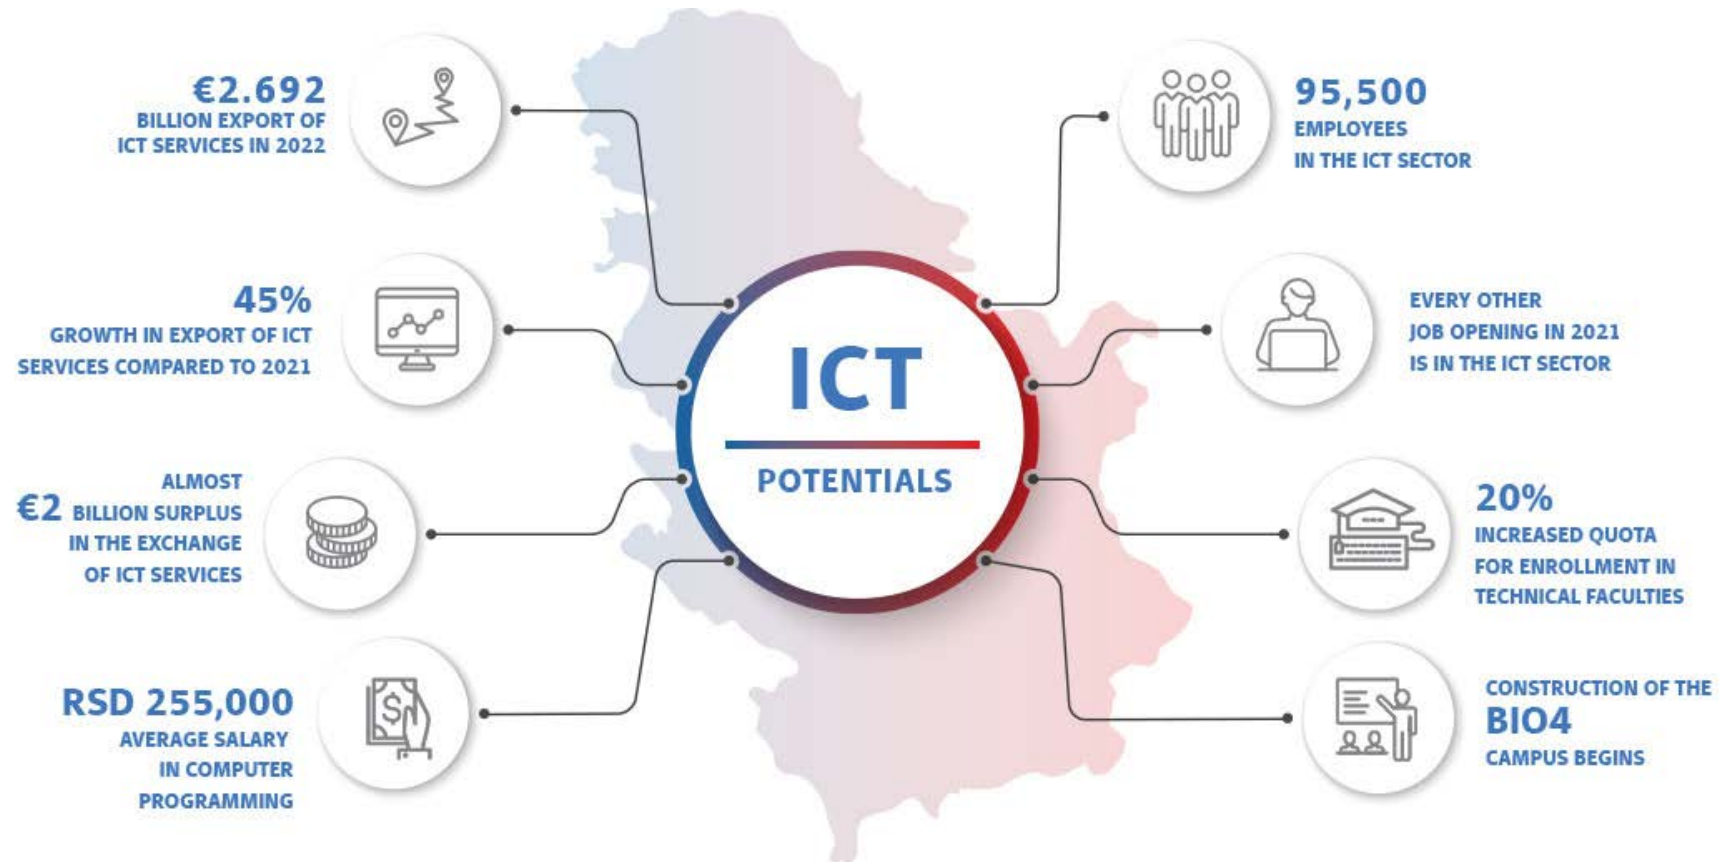 €2.692
BILLION EXPORT OF
ICT SERVICES IN 2022
45%
GROWTH IN EXPORT OF ICT
SERVICES COMPARED TO 2021
ALMOST
€2 BILLION SURPLUS
IN THE EXCHANGE
OF ICT SERVICES
RSD 255,000
AVERAGE SALARY
IN COMPUTER
PROGRAMMING
ICT
POTENTIALS
95,500
EMPLOYEES
IN THE ICT SECTOR
EVERY OTHER
JOB OPENING IN 2021
IS IN THE ICT SECTOR
20%
INCREASED QUOTA
FOR ENROLLMENT IN
TECHNICAL FACULTIES
CONSTRUCTION OF THE
BIO4
CAMPUS BEGINS